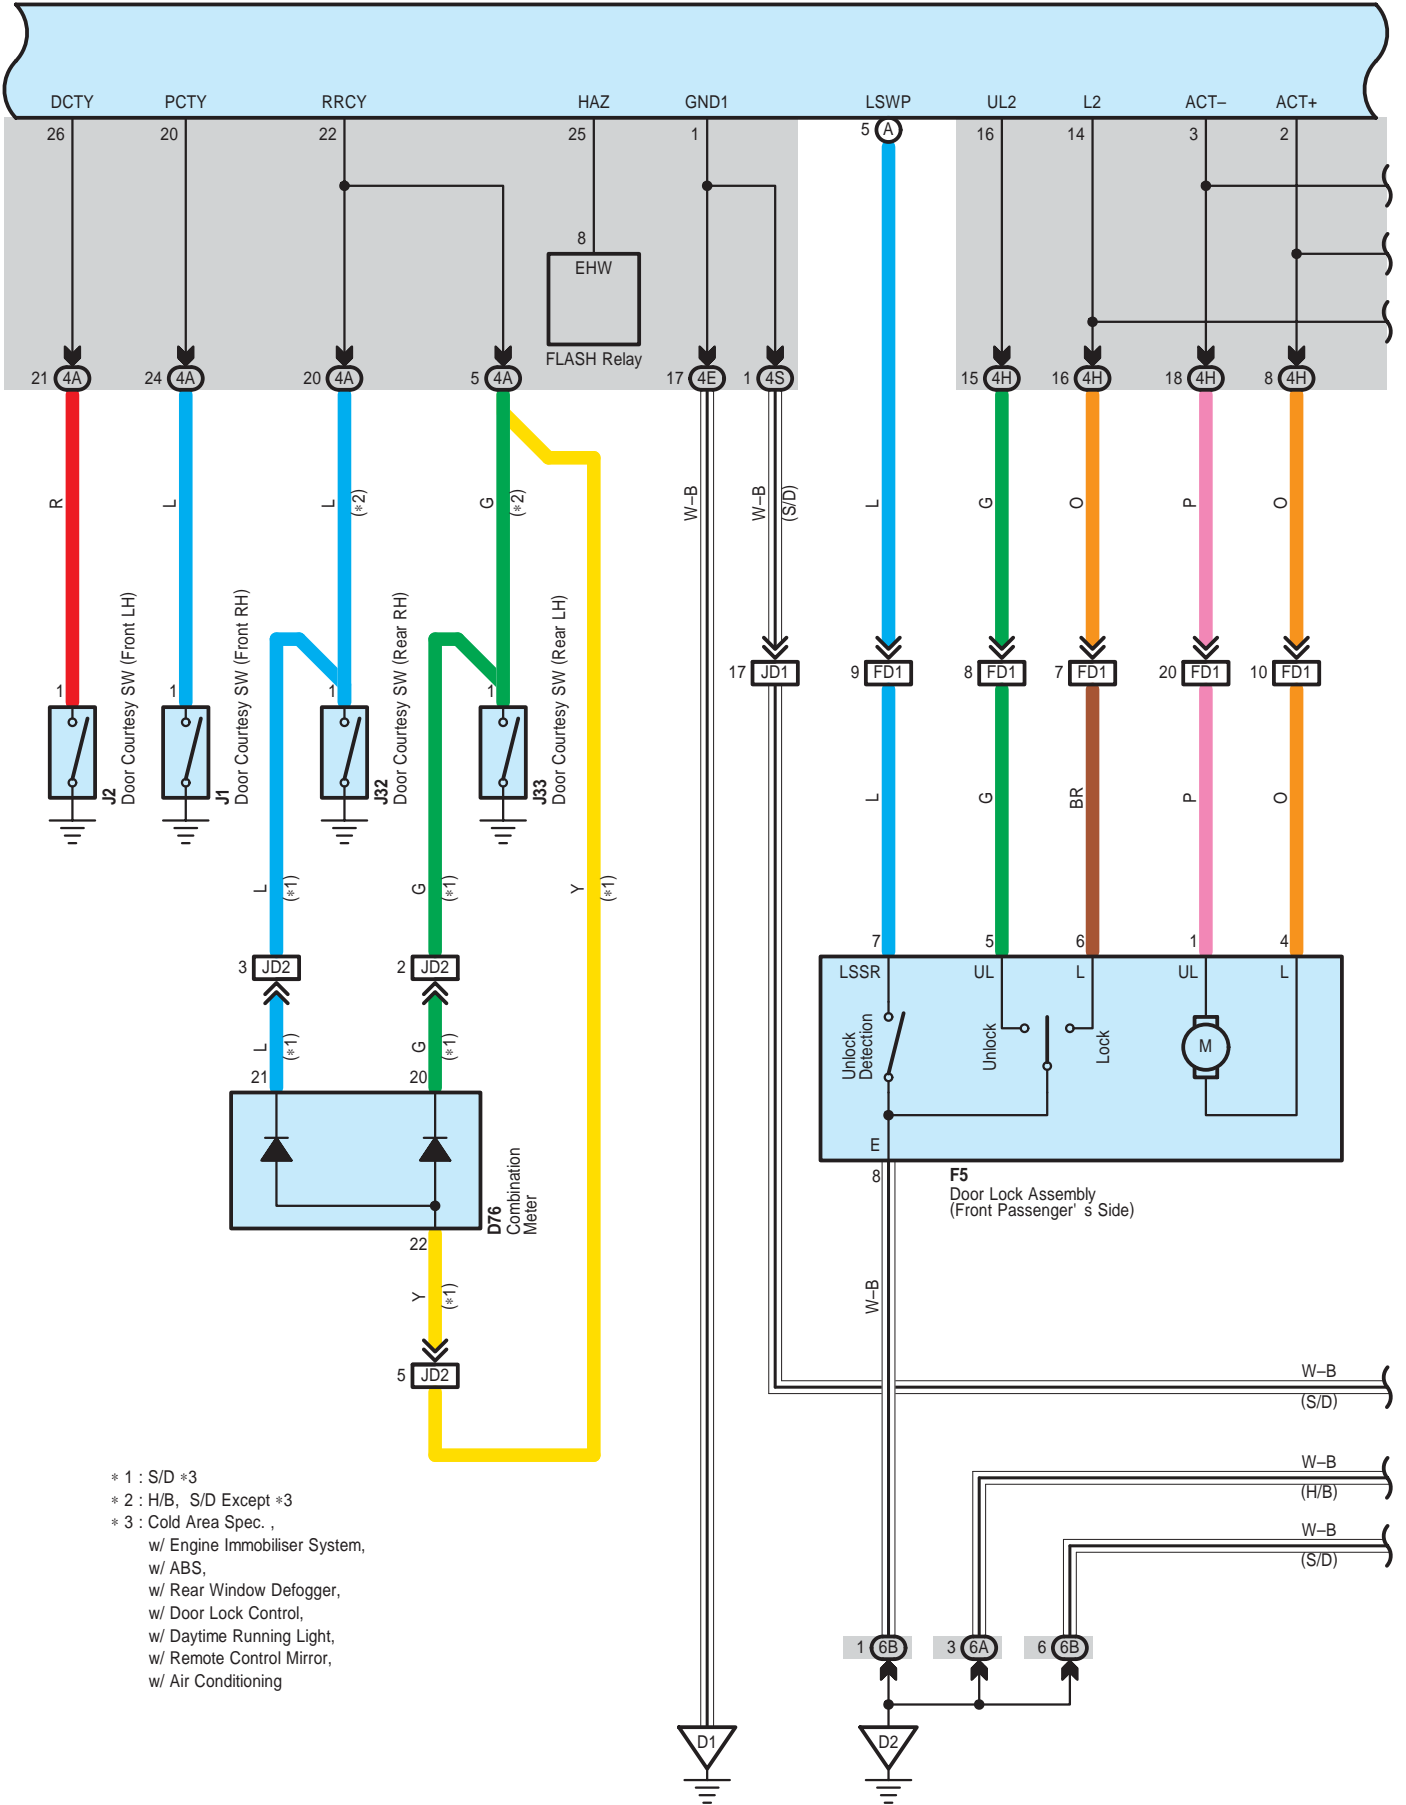 DCTY PCTY RRCY HAZ GND1 LSWP UL2 L2 ACT– ACT+
26 20 22 25 1 5 A 16 14 3 2
8
EHW
FLASH Relay
21 4A 24 4A 20 4A 5 4A 17 4E 1 4S 15 4H 16 4H 18 4H 8 4H
R L L (*2) G (*2) W–B W–B (S/D) L G O P O
17 JD1 9 FD1 8 FD1 7 FD1 20 FD1 10 FD1
1 1 1 1
J2
Door Courtesy SW (Front LH)
J1
Door Courtesy SW (Front RH)
J32
Door Courtesy SW (Rear RH)
J33
Door Courtesy SW (Rear LH)
L G BR P O
L (*1) G (*1) Y (*1)
7 5 6 1 4
3 JD2 2 JD2
LSSR UL L UL L
Unlock
Detection
Unlock
Lock
M
L (*1) G (*1)
21 20
E
8
F5
Door Lock Assembly
(Front Passenger' s Side)
D76
Combination
Meter
22
Y (*1)
W–B
5 JD2
W–B
(S/D)
W–B
(H/B)
W–B
(S/D)
* 1 : S/D *3
* 2 : H/B, S/D Except *3
* 3 : Cold Area Spec. ,
w/ Engine Immobiliser System,
w/ ABS,
w/ Rear Window Defogger,
w/ Door Lock Control,
w/ Daytime Running Light,
w/ Remote Control Mirror,
w/ Air Conditioning
1 6B 3 6A 6 6B
D1 D2